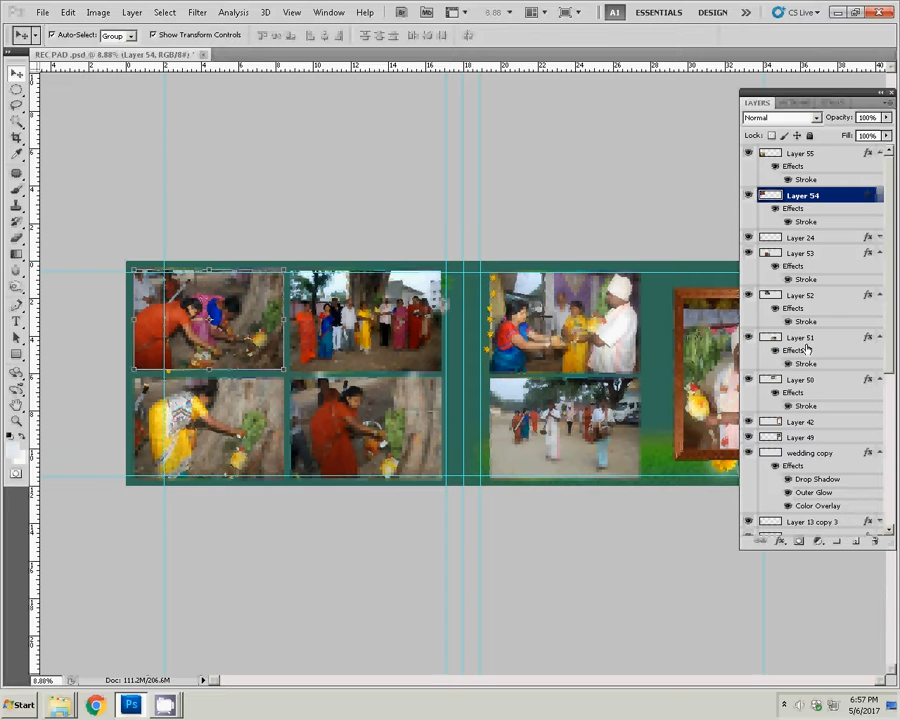 File Edit Image Layer Select Filter Analysis 3D View Window Help 8.88 ESSENTIALS DESIGN CS Live
Auto-Select: Group Show Transform Controls
REC PAD .psd @ 8.88% (Layer 54, RGB/8#) *
LAYERS
Normal Opacity: 100%
Lock: Fill: 100%
Layer 55
Effects
Stroke
Layer 54
Effects
Stroke
Layer 24
Layer 53
Effects
Stroke
Layer 52
Effects
Stroke
Layer 51
Effects
Stroke
Layer 50
Effects
Stroke
Layer 42
Layer 49
wedding copy
Effects
Drop Shadow
Outer Glow
Color Overlay
Layer 13 copy 3
8.88% Doc: 111.2M/206.6M
Start 6:57 PM
5/6/2017